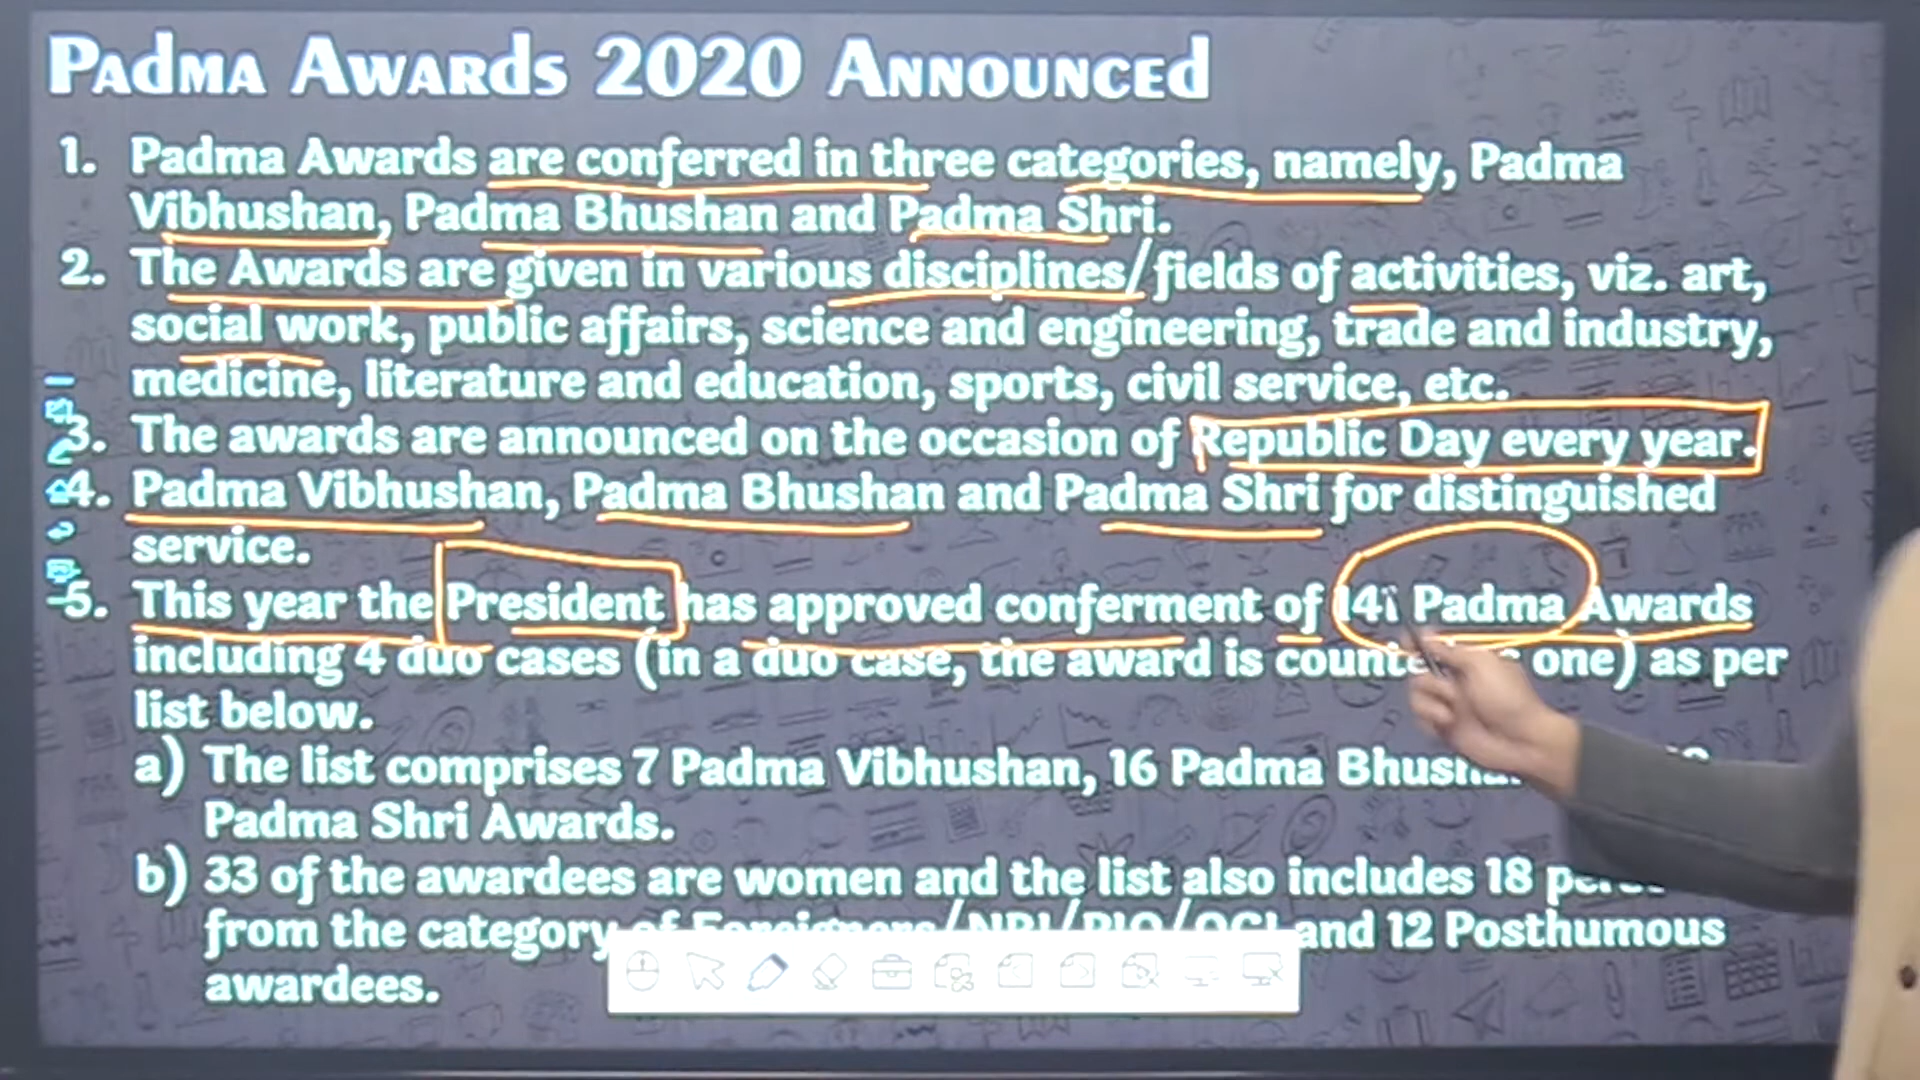 Padma Awards 2020 Announced
1. Padma Awards are conferred in three categories, namely, Padma
Vibhushan, Padma Bhushan and Padma Shri.
2. The Awards are given in various disciplines/fields of activities, viz. art,
social work, public affairs, science and engineering, trade and industry,
medicine, literature and education, sports, civil service, etc.
3. The awards are announced on the occasion of Republic Day every year.
4. Padma Vibhushan, Padma Bhushan and Padma Shri for distinguished
service.
5. This year the President has approved conferment of 141 Padma Awards
including 4 duo cases (in a duo case, the award is one) as per
list below.
a) The list comprises 7 Padma Vibhushan, 16 Padma
Padma Shri Awards.
b) 33 of the awardees are women and the list also includes 18
from the category of Foreigners/NRI/PIO/OCI and 12 Posthumous
awardees.